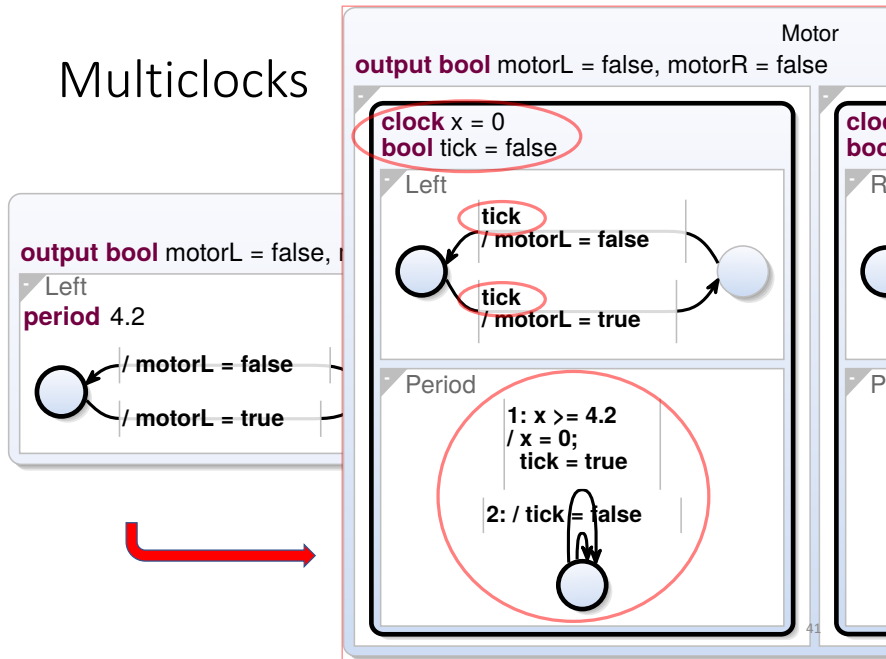 Multiclocks
output bool motorL = false,
Left
period 4.2
/ motorL = false
/ motorL = true
Motor
output bool motorL = false, motorR = false
clock x = 0
bool tick = false
Left
tick
/ motorL = false
tick
/ motorL = true
Period
1: x >= 4.2
/ x = 0;
tick = true
2: / tick = false
41